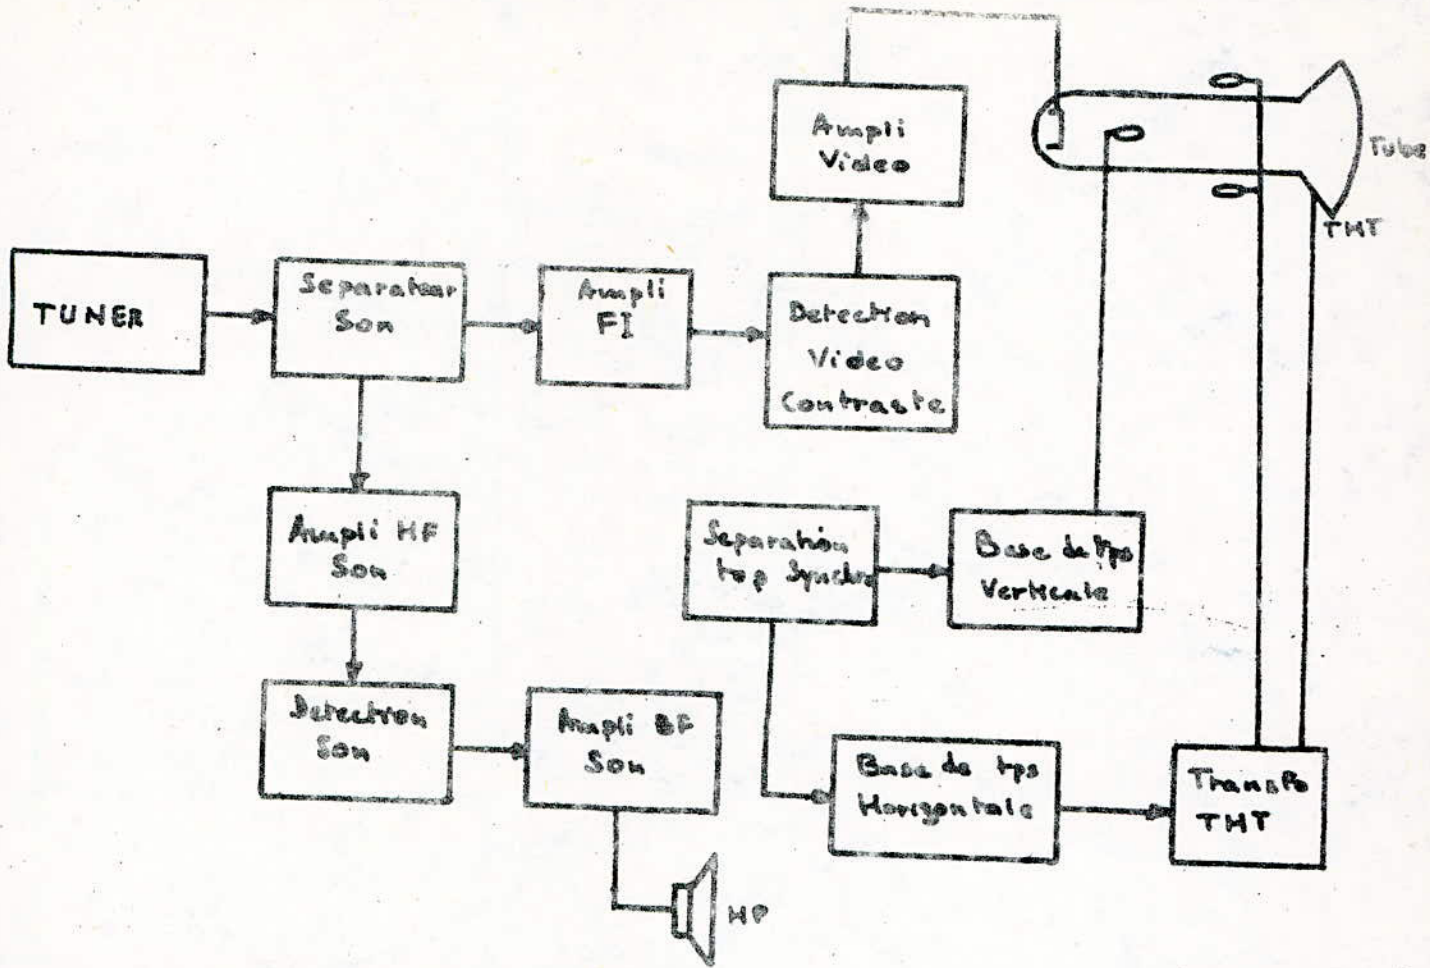 Ampli
Video
Tube
THT
TUNER
Separateur
Son
Ampli
FI
Detection
Video
Contraste
Ampli HF
Son
Separation
top Synchro
Base de tps
Verticale
Detection
Son
Ampli BF
Son
Base de tps
Horizontale
Transfo
THT
HP